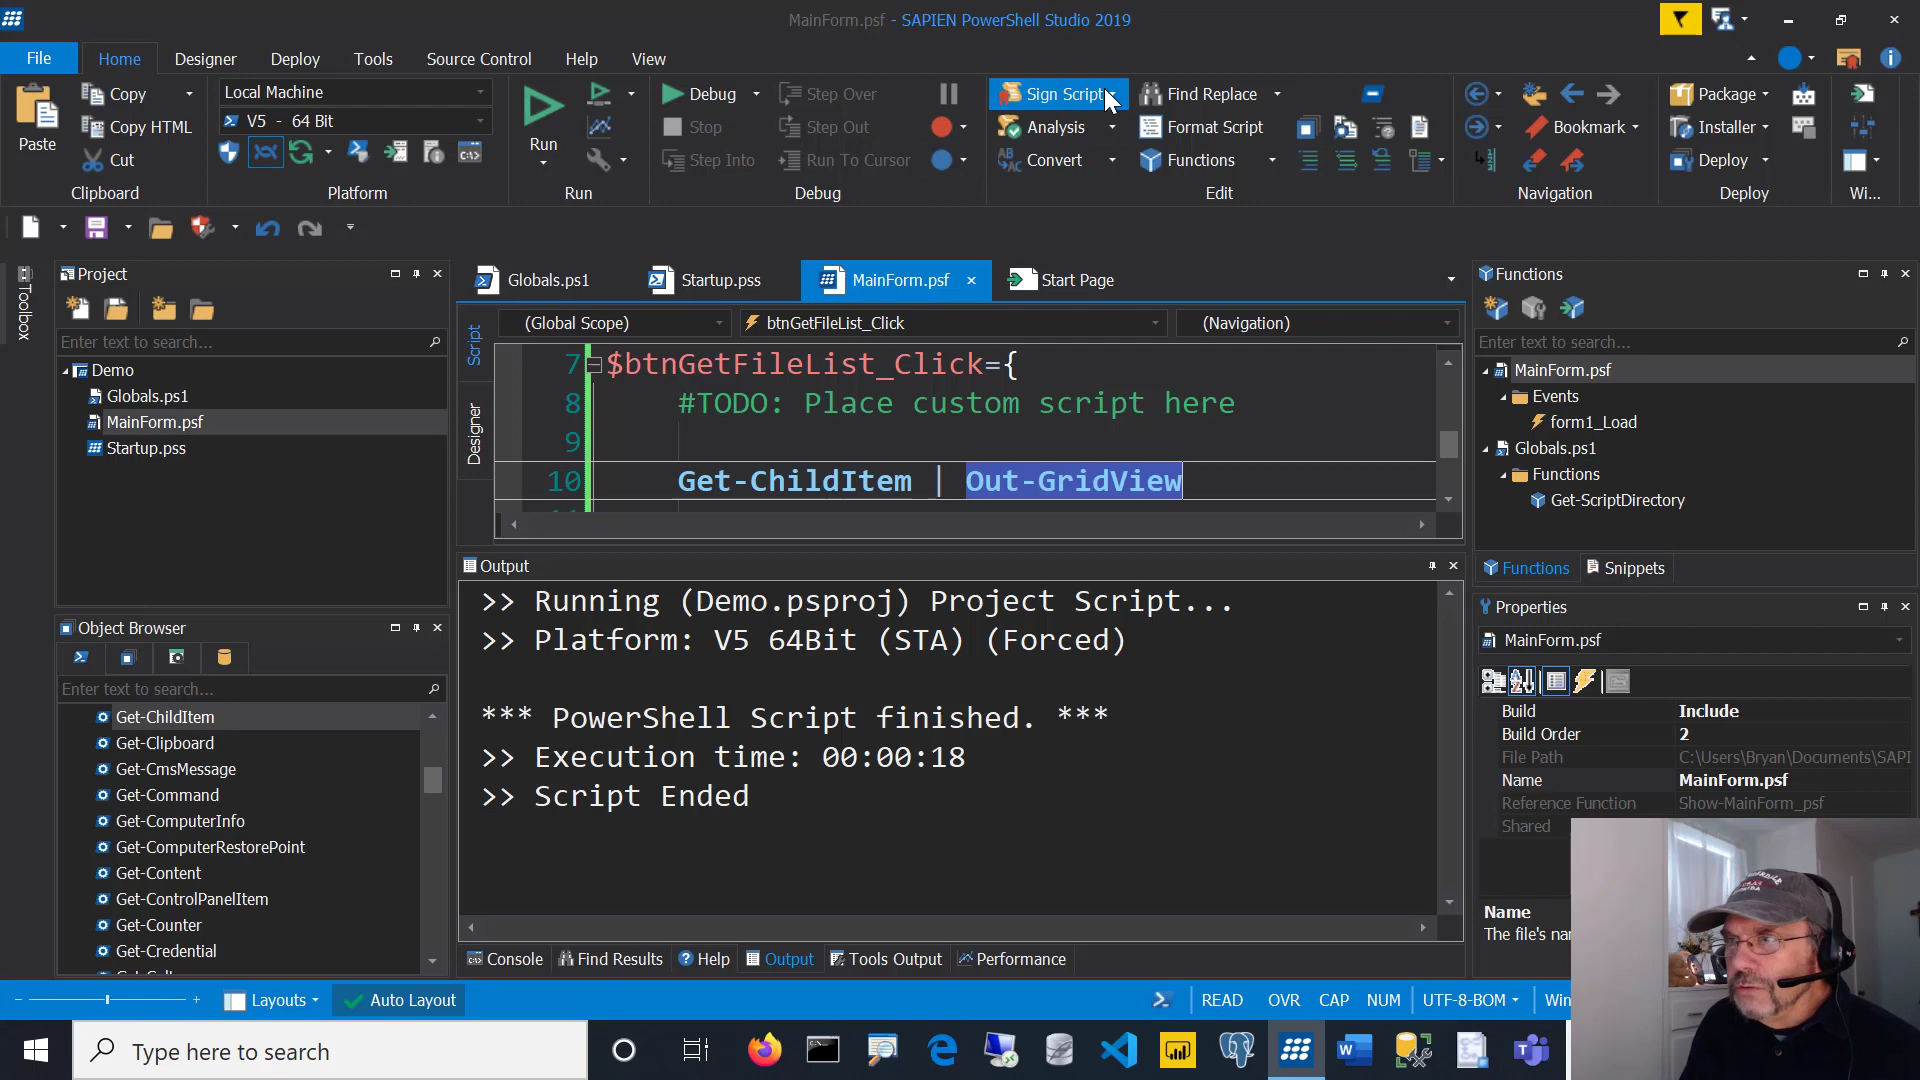 MainForm.psf - SAPIEN PowerShell Studio 2019
File
Home
Designer
Deploy
Tools
Source Control
Help
View
Paste
Copy
Copy HTML
Cut
Clipboard
Local Machine
V5 - 64 Bit
Platform
Run
Run
Debug
Stop
Step Into
Step Over
Step Out
Run To Cursor
Debug
Sign Script
Analysis
Convert
Find Replace
Format Script
Functions
Edit
Bookmark
Navigation
Package
Installer
Deploy
Deploy
Wi...
Toolbox
Project
Enter text to search...
Demo
Globals.ps1
MainForm.psf
Startup.pss
Object Browser
Enter text to search...
Get-ChildItem
Get-Clipboard
Get-CmsMessage
Get-Command
Get-ComputerInfo
Get-ComputerRestorePoint
Get-Content
Get-ControlPanelItem
Get-Counter
Get-Credential
Globals.ps1
Startup.pss
MainForm.psf
Start Page
Script
Designer
(Global Scope)
btnGetFileList_Click
(Navigation)
7 $btnGetFileList_Click={
8 #TODO: Place custom script here
9
10 Get-ChildItem | Out-GridView
Output
>> Running (Demo.psproj) Project Script...
>> Platform: V5 64Bit (STA) (Forced)
*** PowerShell Script finished. ***
>> Execution time: 00:00:18
>> Script Ended
Console
Find Results
Help
Output
Tools Output
Performance
Functions
Enter text to search...
MainForm.psf
Events
form1_Load
Globals.ps1
Functions
Get-ScriptDirectory
Functions
Snippets
Properties
MainForm.psf
Build Include
Build Order 2
File Path C:\Users\Bryan\Documents\SAPI
Name MainForm.psf
Reference Function Show-MainForm_psf
Shared
Name
The file's na
Layouts
Auto Layout
READ
OVR
CAP
NUM
UTF-8-BOM
Win
Type here to search